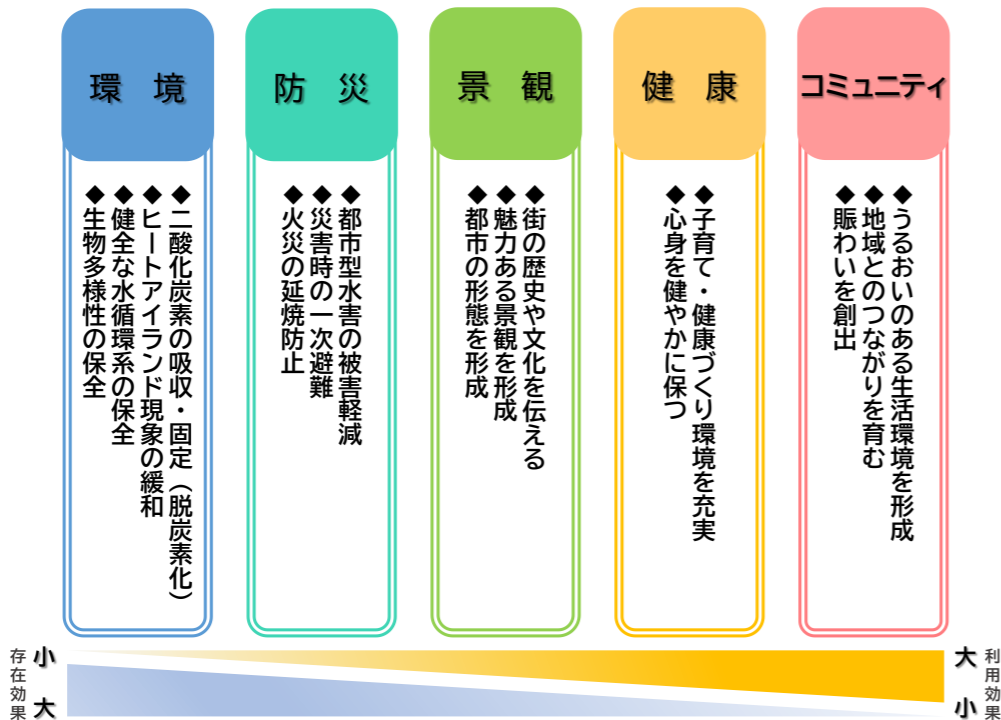 環 境
◆二酸化炭素の吸収・固定（脱炭素化）
◆ヒートアイランド現象の緩和
◆健全な水循環系の保全
◆生物多様性の保全
防 災
◆都市型水害の被害軽減
◆災害時の一次避難
◆火災の延焼防止
景 観
◆街の歴史や文化を伝える
◆魅力ある景観を形成
◆都市の形態を形成
健 康
◆子育て・健康づくり環境を充実
◆心身を健やかに保つ
コミュニティ
◆うるおいのある生活環境を形成
◆地域とのつながりを育む
◆賑わいを創出
存在効果
小
大
大
小
利用効果